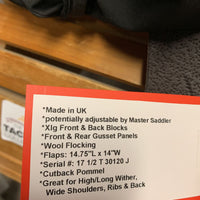 *Made in UK
*potentially adjustable by Master Saddler
*Xlg Front & Back Blocks
*Front & Rear Gusset Panels
*Wool Flocking
*Flaps: 14.75"L x 14"W
*Serial #: 17 1/2 T 30120 J
*Cutback Pommel
*Great for High/Long Wither,
Wide Shoulders, Ribs & Back
TAC